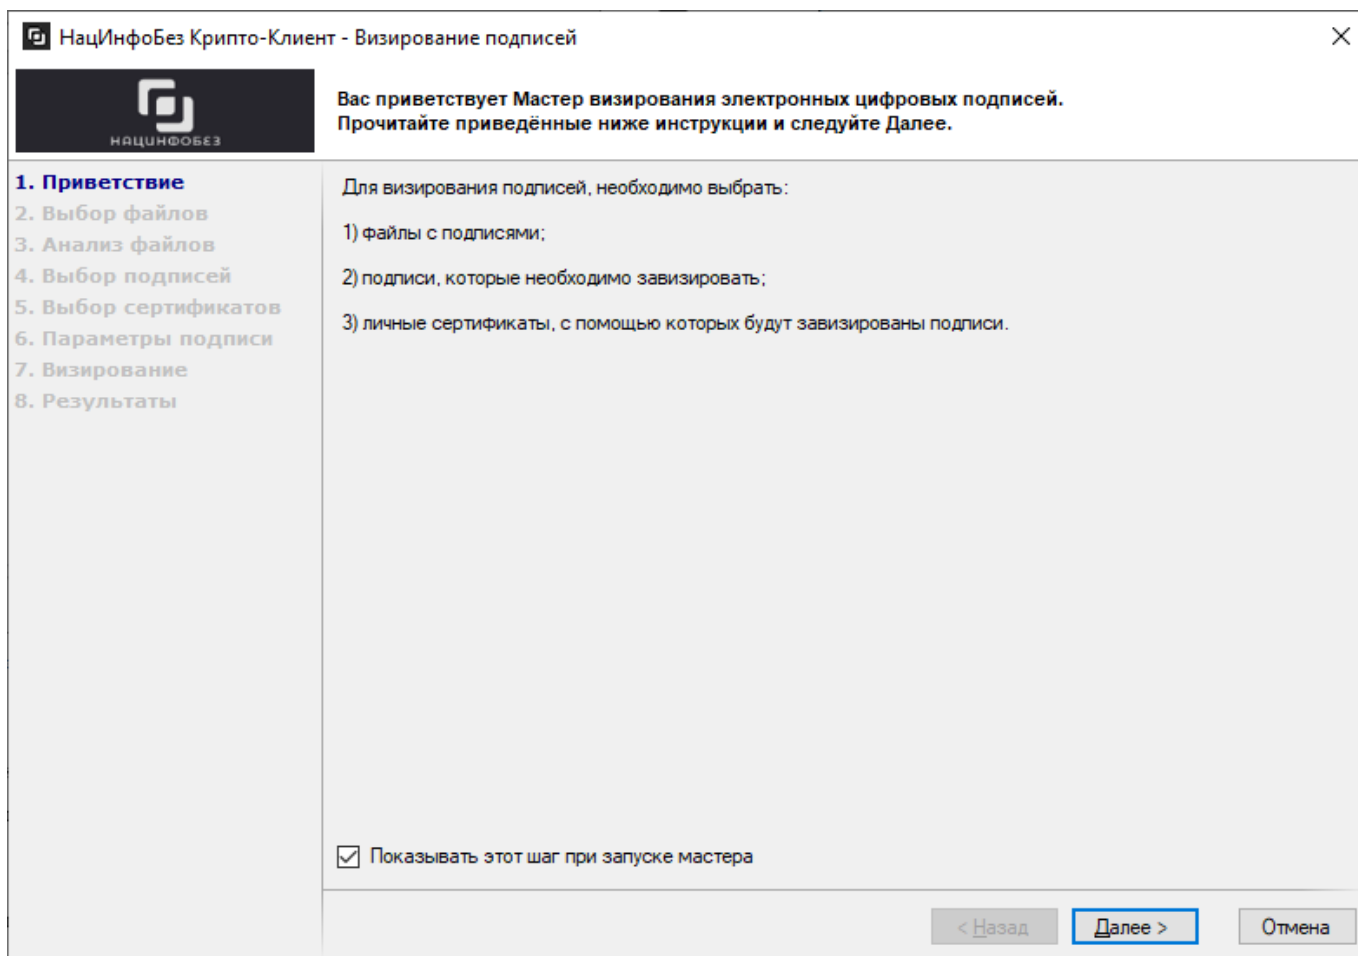 НацИнфоБез Крипто-Клиент - Визирование подписей
НАЦИНФОБЕЗ
Вас приветствует Мастер визирования электронных цифровых подписей.
Прочитайте приведённые ниже инструкции и следуйте Далее.
1. Приветствие
2. Выбор файлов
3. Анализ файлов
4. Выбор подписей
5. Выбор сертификатов
6. Параметры подписи
7. Визирование
8. Результаты
Для визирования подписей, необходимо выбрать:
1) файлы с подписями;
2) подписи, которые необходимо завизировать;
3) личные сертификаты, с помощью которых будут завизированы подписи.
Показывать этот шаг при запуске мастера
< Назад
Далее >
Отмена